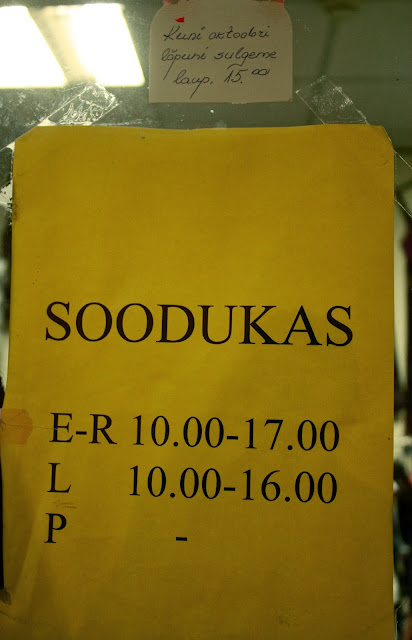 Kuni oktoobri
lõpuni sulgeme
laup. 15.00
SOODUKAS
E-R 10.00-17.00
L 10.00-16.00
P -